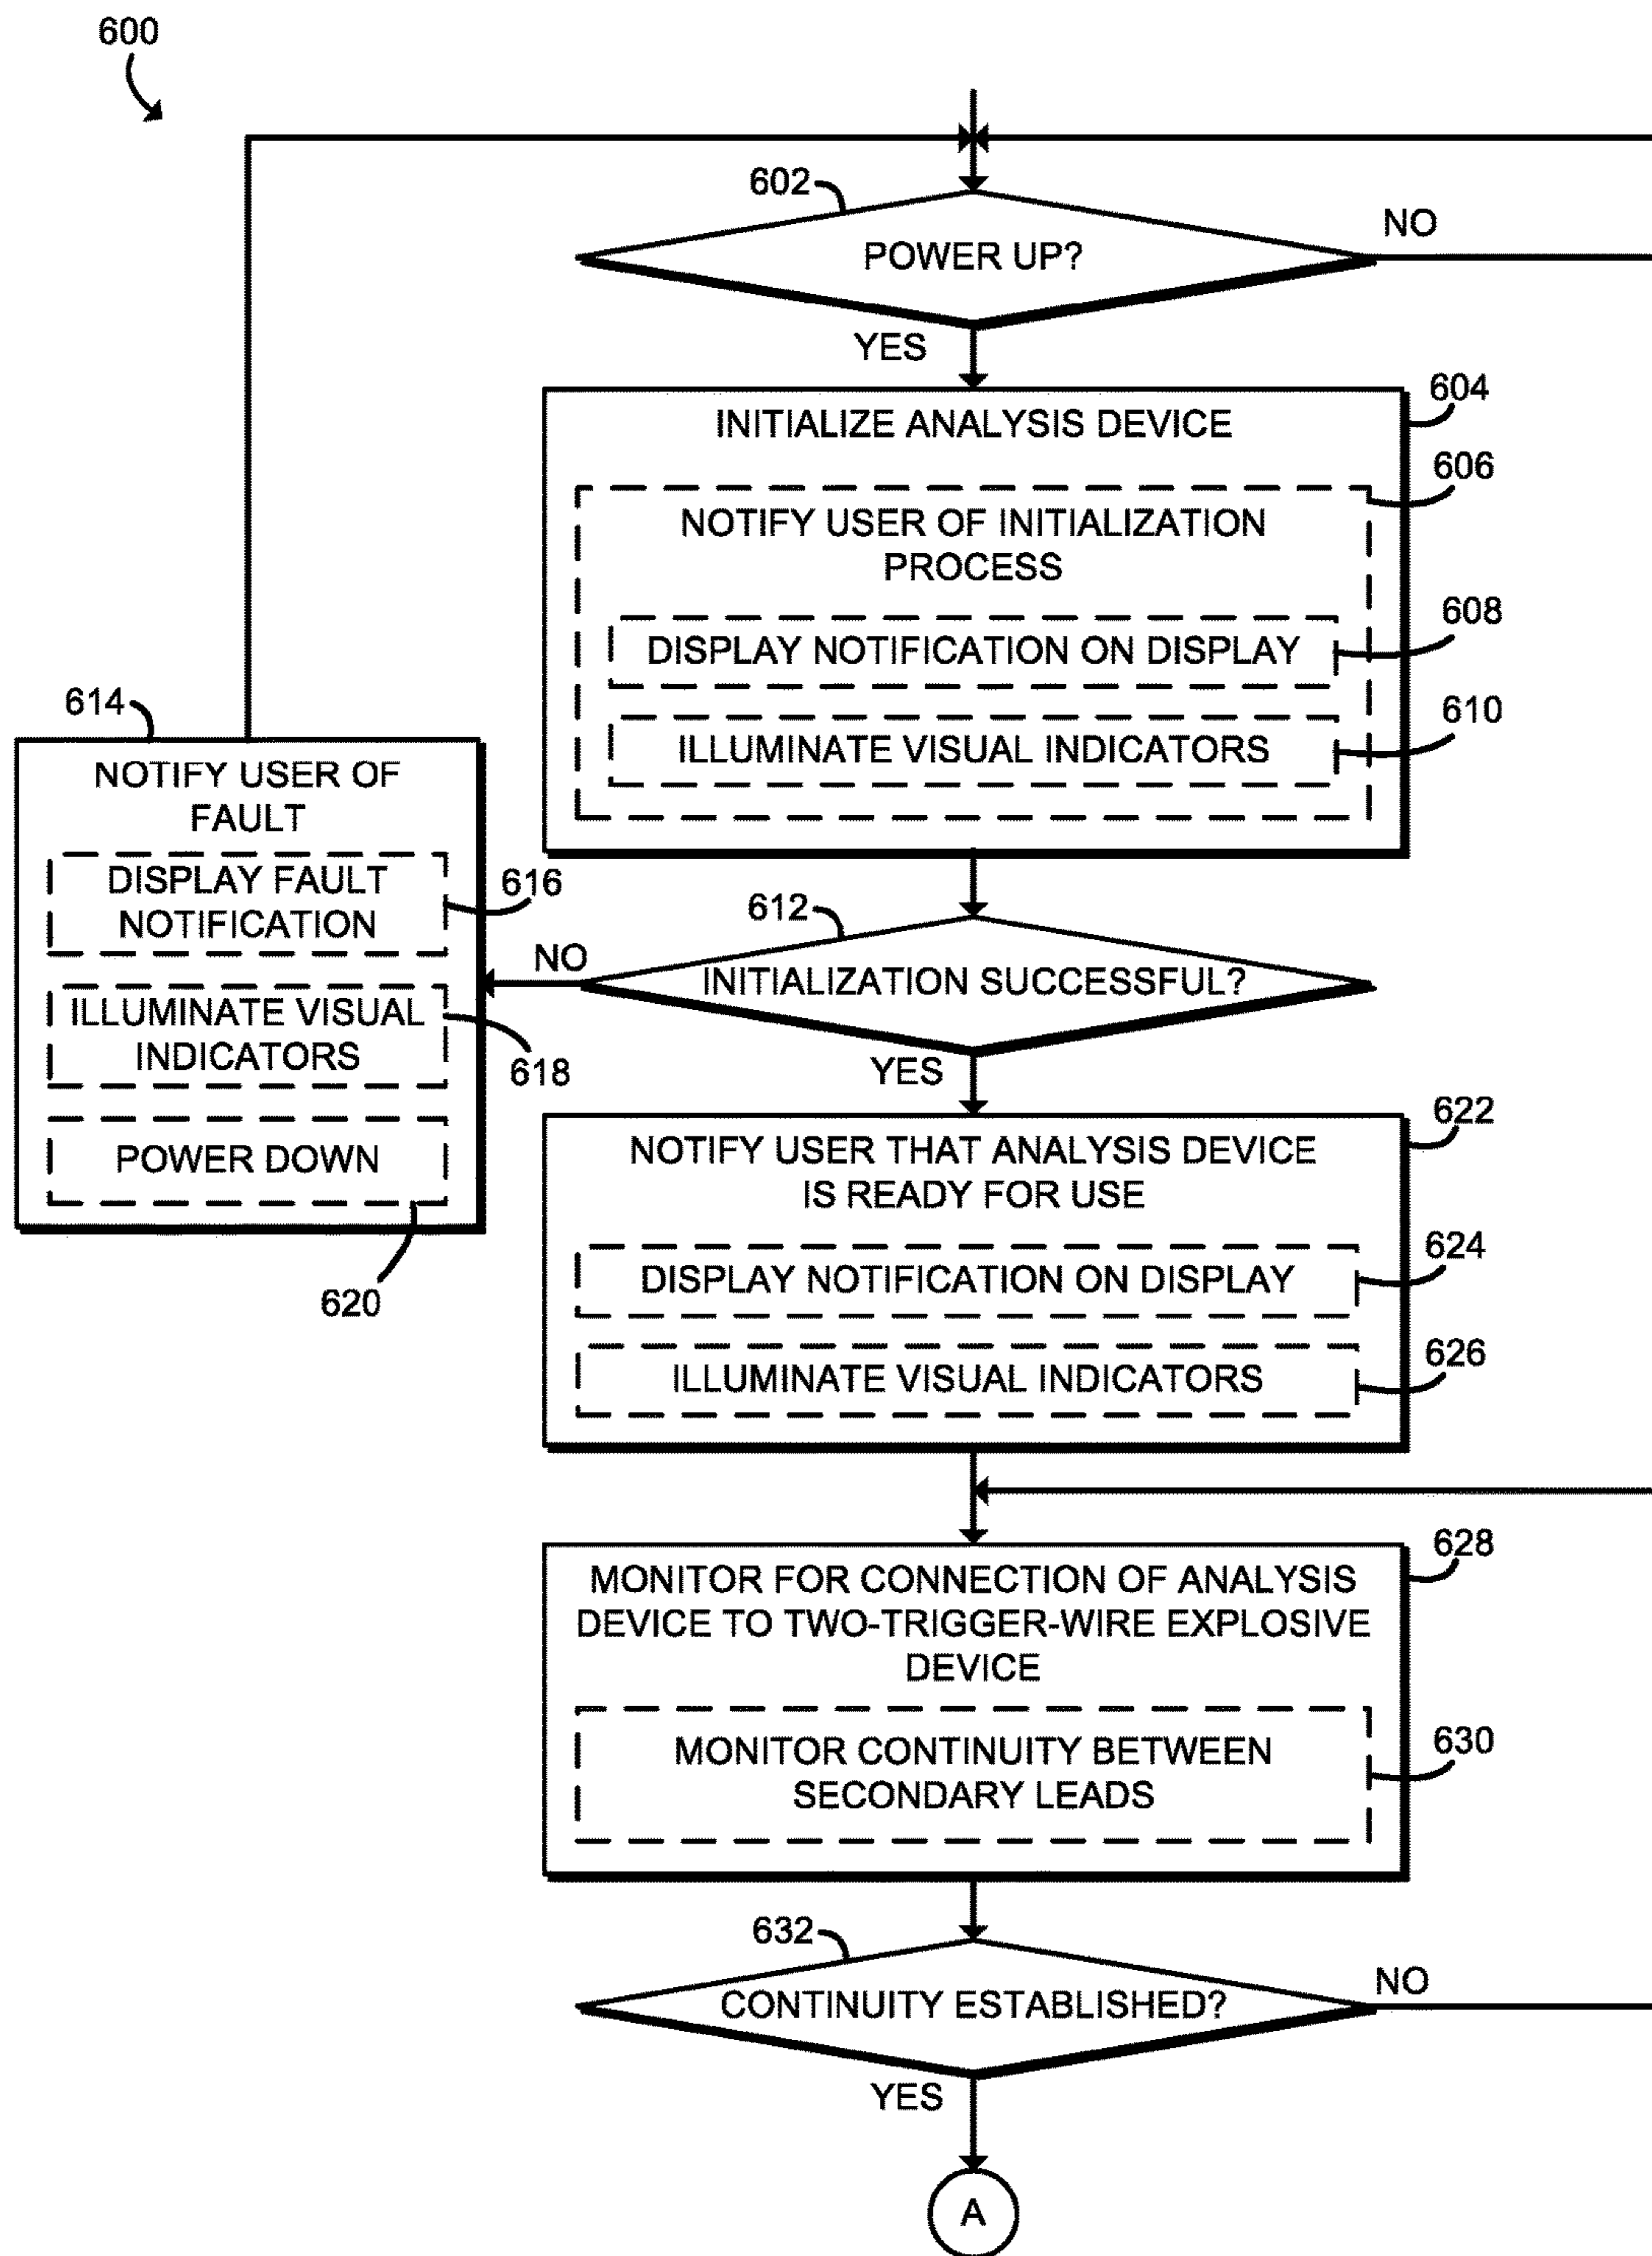 600
602
POWER UP?
NO
YES
604
INITIALIZE ANALYSIS DEVICE
606
NOTIFY USER OF INITIALIZATION
PROCESS
608
DISPLAY NOTIFICATION ON DISPLAY
610
ILLUMINATE VISUAL INDICATORS
614
NOTIFY USER OF
FAULT
DISPLAY FAULT
NOTIFICATION
616
ILLUMINATE VISUAL
INDICATORS
618
POWER DOWN
620
612
NO
INITIALIZATION SUCCESSFUL?
YES
622
NOTIFY USER THAT ANALYSIS DEVICE
IS READY FOR USE
624
DISPLAY NOTIFICATION ON DISPLAY
626
ILLUMINATE VISUAL INDICATORS
628
MONITOR FOR CONNECTION OF ANALYSIS
DEVICE TO TWO-TRIGGER-WIRE EXPLOSIVE
DEVICE
630
MONITOR CONTINUITY BETWEEN
SECONDARY LEADS
632
CONTINUITY ESTABLISHED?
NO
YES
A